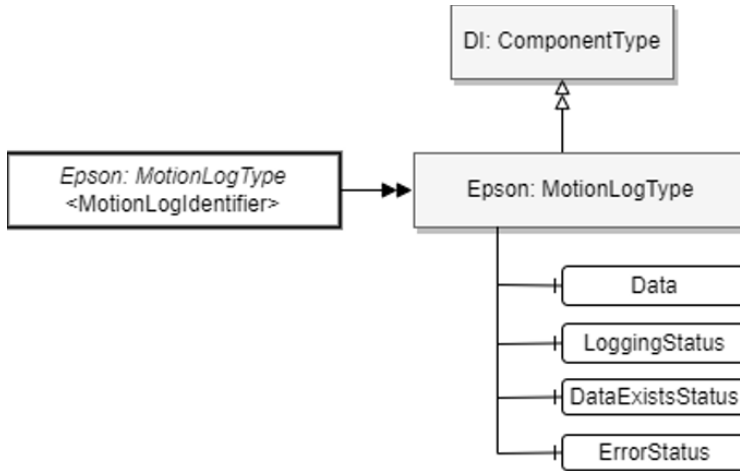 DI: ComponentType
Epson: MotionLogType
<MotionLogIdentifier>
Epson: MotionLogType
Data
LoggingStatus
DataExistsStatus
ErrorStatus